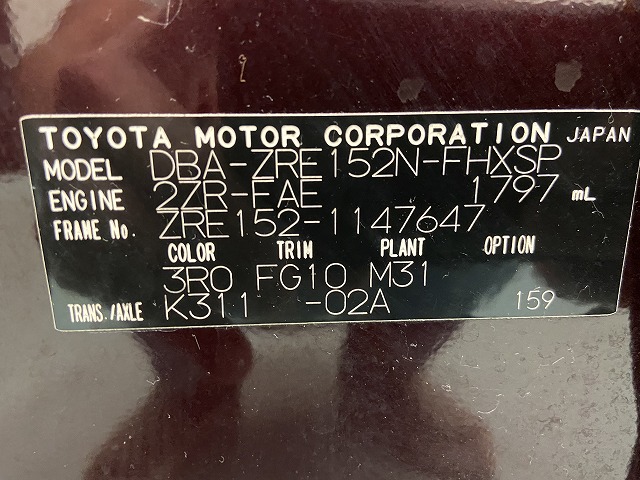 TOYOTA MOTOR CORPORATION JAPAN
MODEL DBA-ZRE152N-FHXSP
ENGINE 2ZR-FAE 1797 mL
FRAME No. ZRE152-1147647
COLOR TRIM PLANT OPTION
3R0 FG10 M31
TRANS./AXLE K311 -02A 159